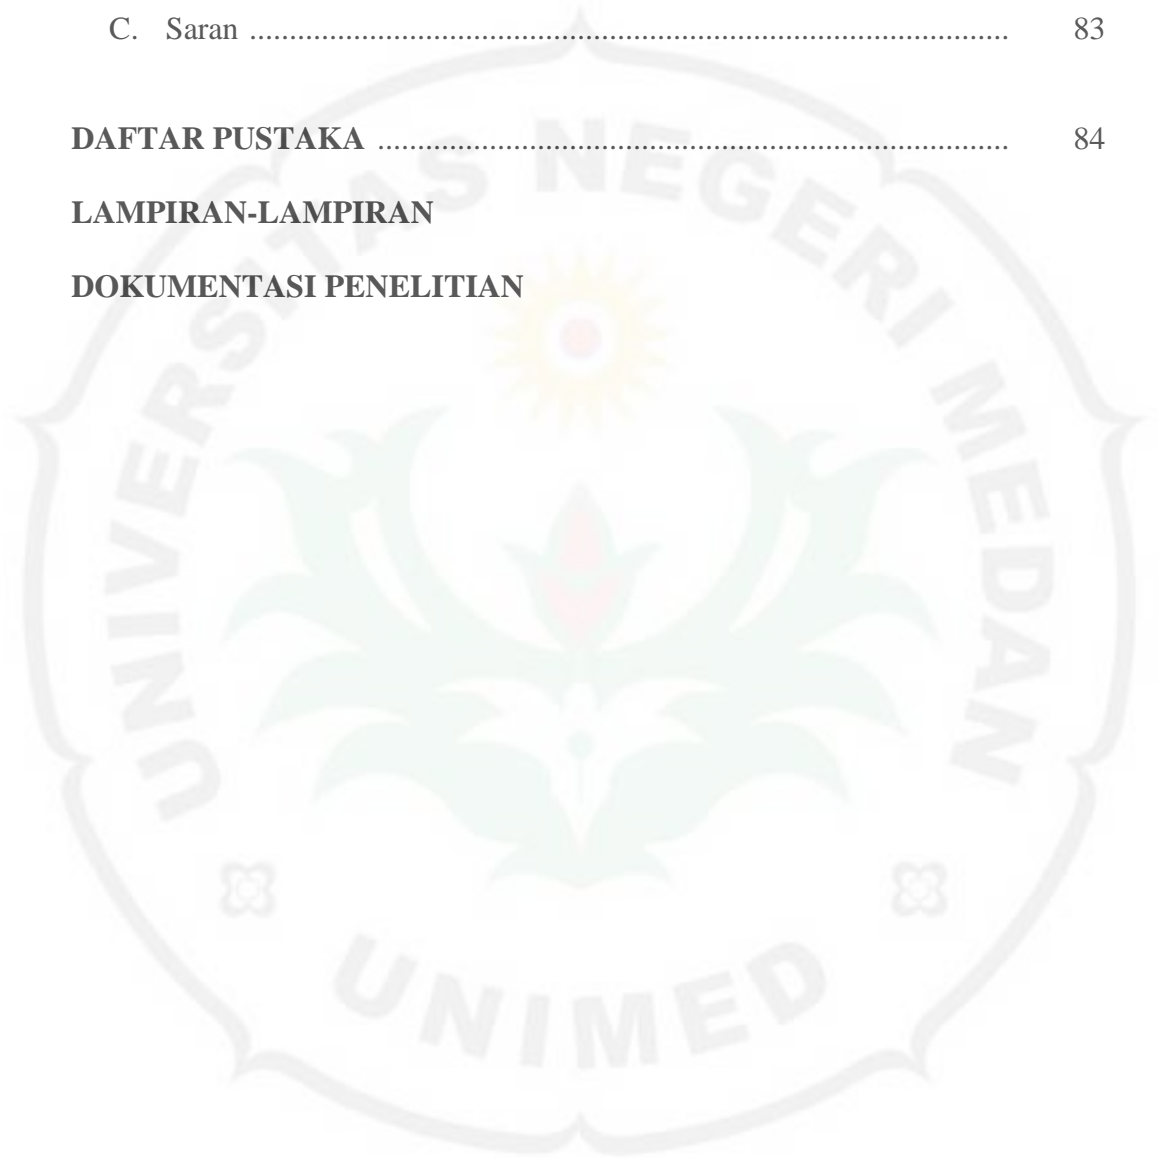 C. Saran ............................................................................................ 83
DAFTAR PUSTAKA ............................................................................. 84
LAMPIRAN-LAMPIRAN
DOKUMENTASI PENELITIAN
UNIVERSITAS NEGERI MEDAN
UNIMED